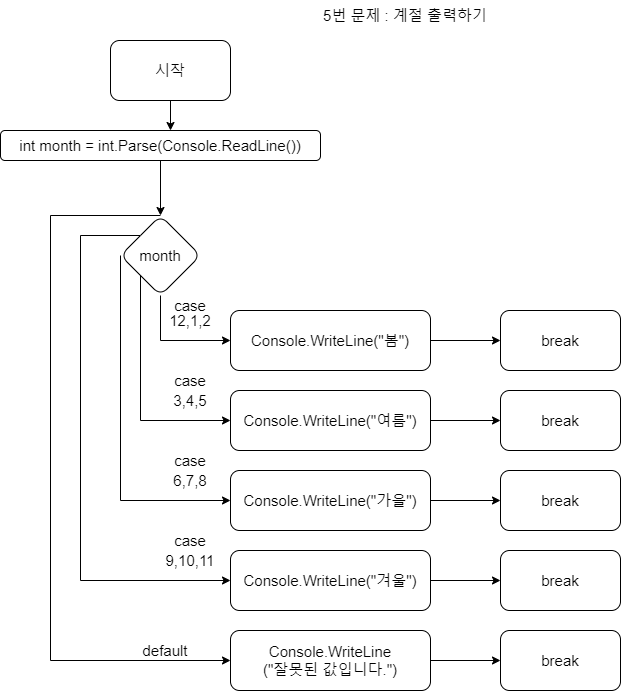 5번 문제 : 계절 출력하기
시작
int month = int.Parse(Console.ReadLine())
month
case
12,1,2
Console.WriteLine("봄")
break
case
3,4,5
Console.WriteLine("여름")
break
case
6,7,8
Console.WriteLine("가을")
break
case
9,10,11
Console.WriteLine("겨울")
break
default
Console.WriteLine
("잘못된 값입니다.")
break